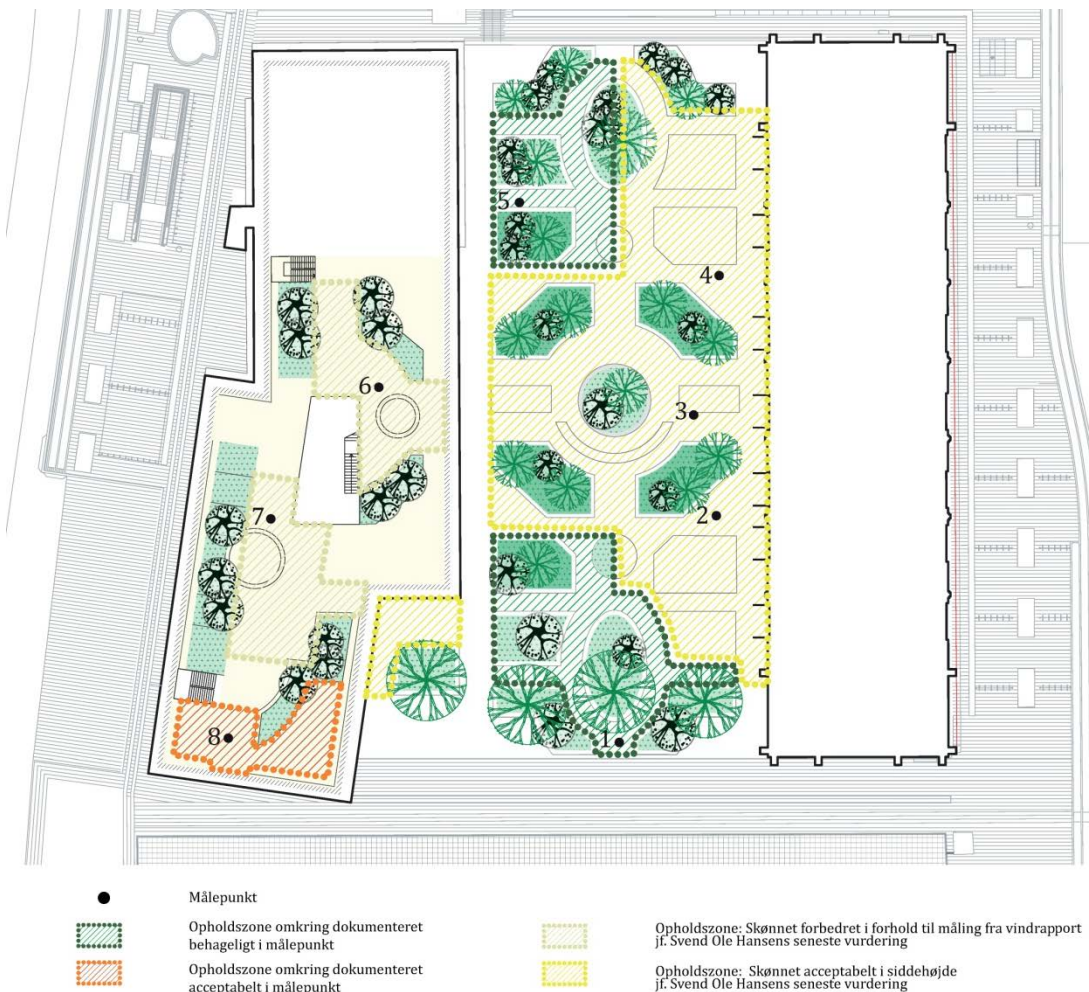 5
4
6
3
7
2
8
1
Målepunkt
Opholdszone omkring dokumenteret
behageligt i målepunkt
Opholdszone: Skønnet forbedret i forhold til måling fra vindrapport
jf. Svend Ole Hansens seneste vurdering
Opholdszone omkring dokumenteret
acceptabelt i målepunkt
Opholdszone: Skønnet acceptabelt i siddehøjde
jf. Svend Ole Hansens seneste vurdering